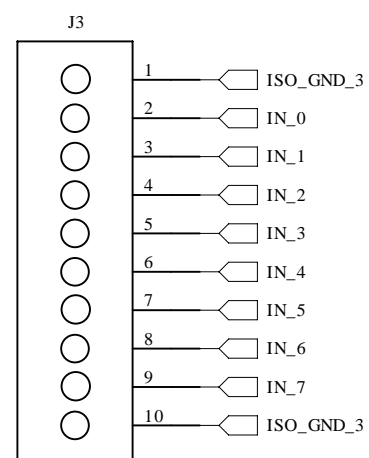 J3
1 ISO_GND_3
2 IN_0
3 IN_1
4 IN_2
5 IN_3
6 IN_4
7 IN_5
8 IN_6
9 IN_7
10 ISO_GND_3